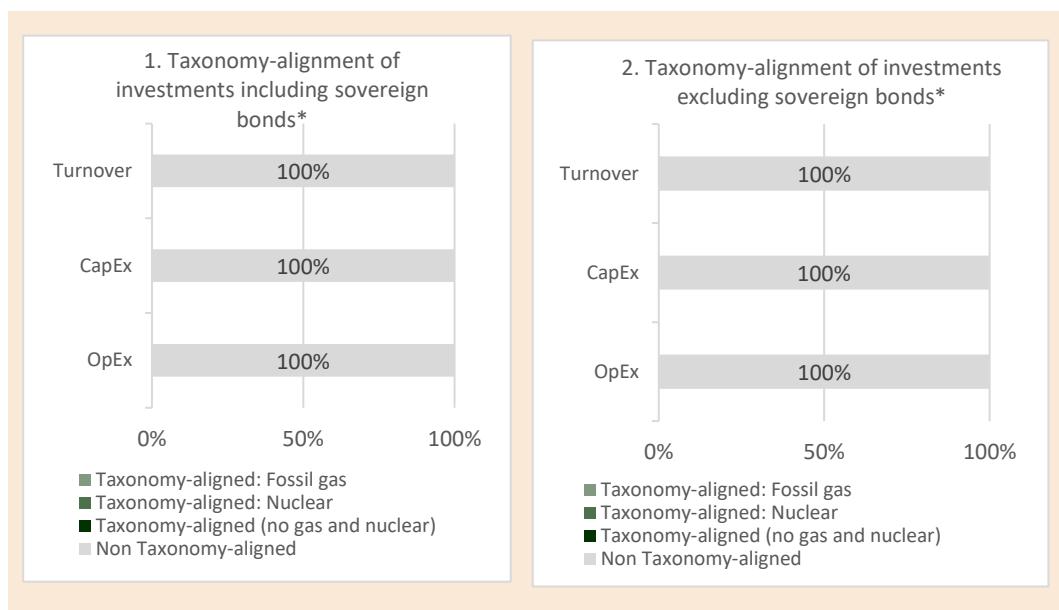 1. Taxonomy-alignment of
investments including sovereign
bonds*
Turnover
100%
CapEx
100%
OpEx
100%
0%
50%
100%
Taxonomy-aligned: Fossil gas
Taxonomy-aligned: Nuclear
Taxonomy-aligned (no gas and nuclear)
Non Taxonomy-aligned
2. Taxonomy-alignment of investments
excluding sovereign bonds*
Turnover
100%
CapEx
100%
OpEx
100%
0%
50%
100%
Taxonomy-aligned: Fossil gas
Taxonomy-aligned: Nuclear
Taxonomy-aligned (no gas and nuclear)
Non Taxonomy-aligned